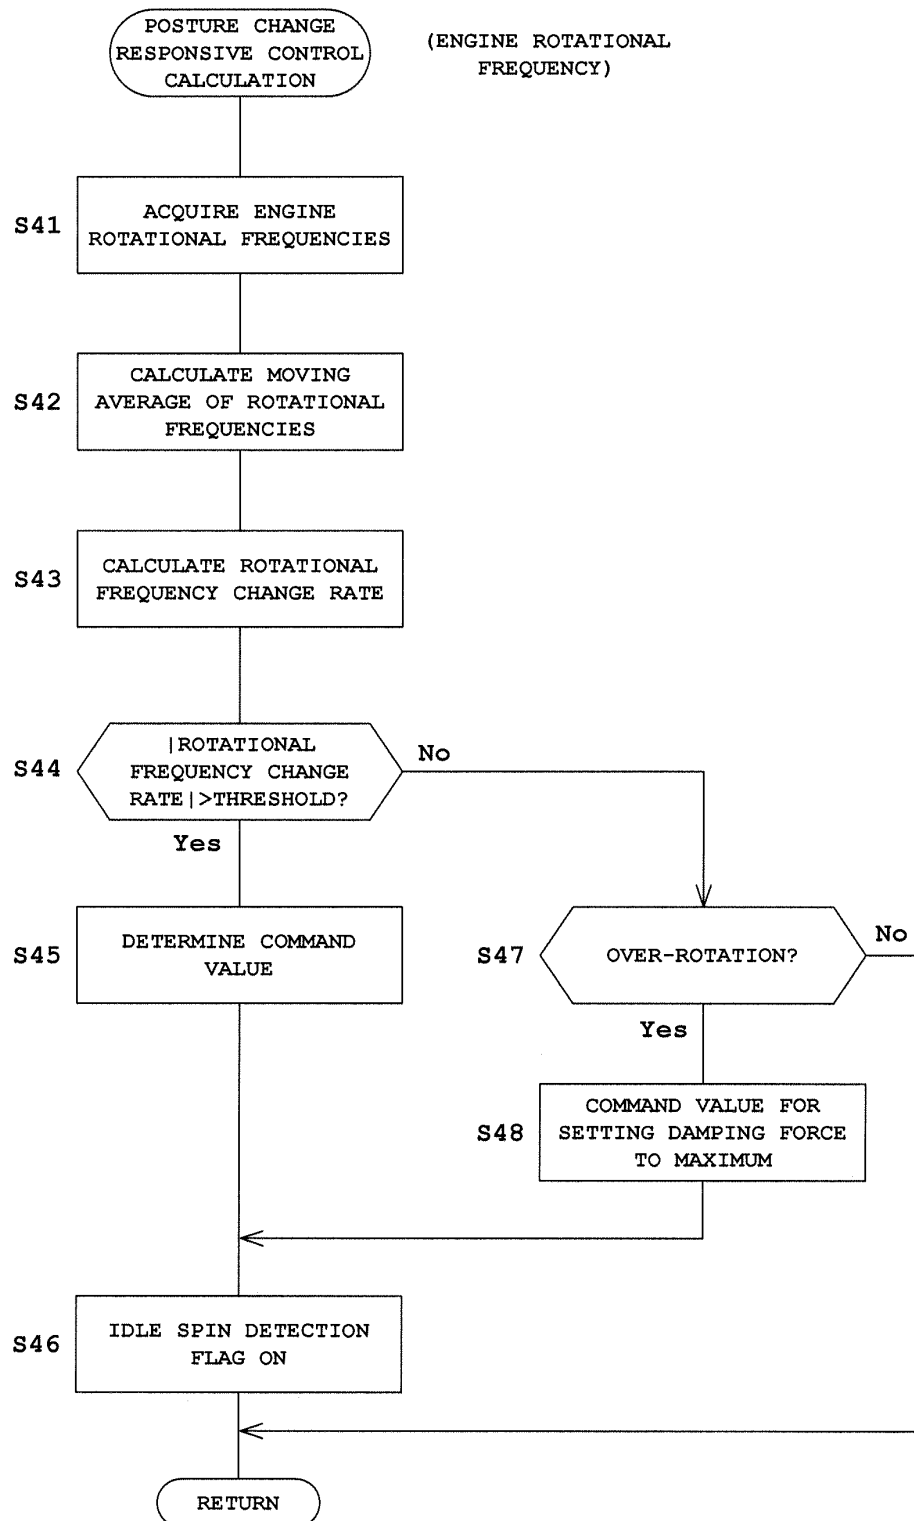 POSTURE CHANGE
RESPONSIVE CONTROL
CALCULATION
(ENGINE ROTATIONAL
FREQUENCY)
S41
ACQUIRE ENGINE
ROTATIONAL FREQUENCIES
S42
CALCULATE MOVING
AVERAGE OF ROTATIONAL
FREQUENCIES
S43
CALCULATE ROTATIONAL
FREQUENCY CHANGE RATE
S44
|ROTATIONAL
FREQUENCY CHANGE
RATE|>THRESHOLD?
No
Yes
S45
DETERMINE COMMAND
VALUE
S47
OVER-ROTATION?
No
Yes
S48
COMMAND VALUE FOR
SETTING DAMPING FORCE
TO MAXIMUM
S46
IDLE SPIN DETECTION
FLAG ON
RETURN